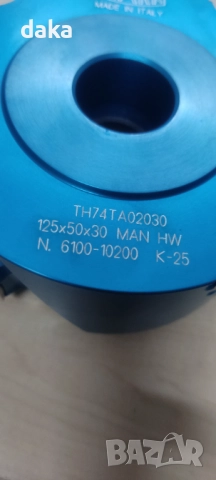 daka
MADE IN ITALY
TH74TA02030
125x50x30 MAN HW
N. 6100-10200 K-25
BAZAR